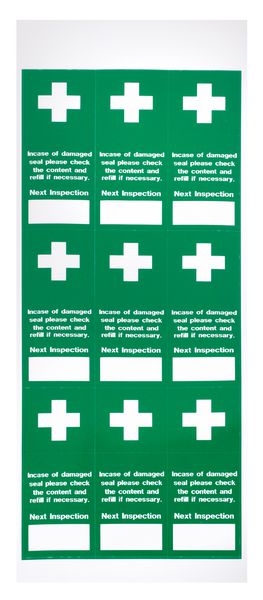 Incase of damaged Incase of damaged Incase of damaged
seal please check seal please check seal please check
the content and the content and the content and
refill if necessary. refill if necessary. refill if necessary.
Next Inspection Next Inspection Next Inspection
Incase of damaged Incase of damaged Incase of damaged
seal please check seal please check seal please check
the content and the content and the content and
refill if necessary. refill if necessary. refill if necessary.
Next Inspection Next Inspection Next Inspection
Incase of damaged Incase of damaged Incase of damaged
seal please check seal please check seal please check
the content and the content and the content and
refill if necessary. refill if necessary. refill if necessary.
Next Inspection Next Inspection Next Inspection